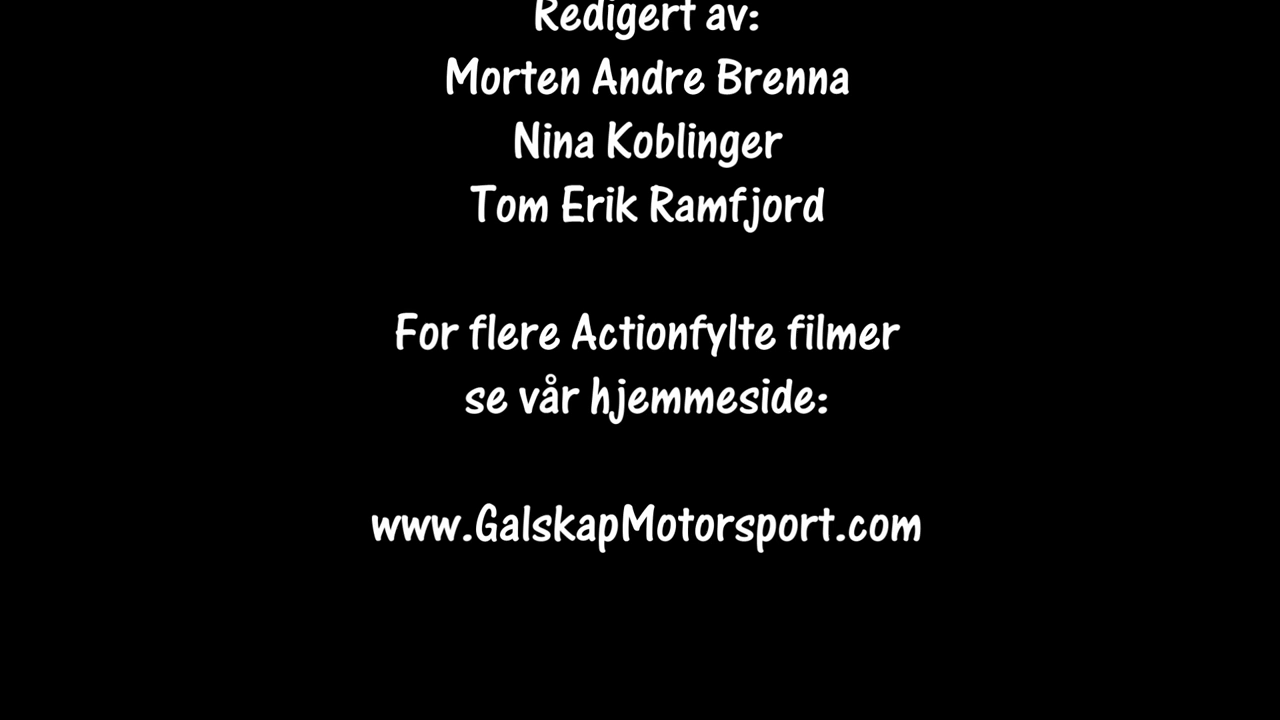 Redigert av:
Morten Andre Brenna
Nina Koblinger
Tom Erik Ramfjord
For flere Actionfylte filmer
se vår hjemmeside:
www.GalskapMotorsport.com